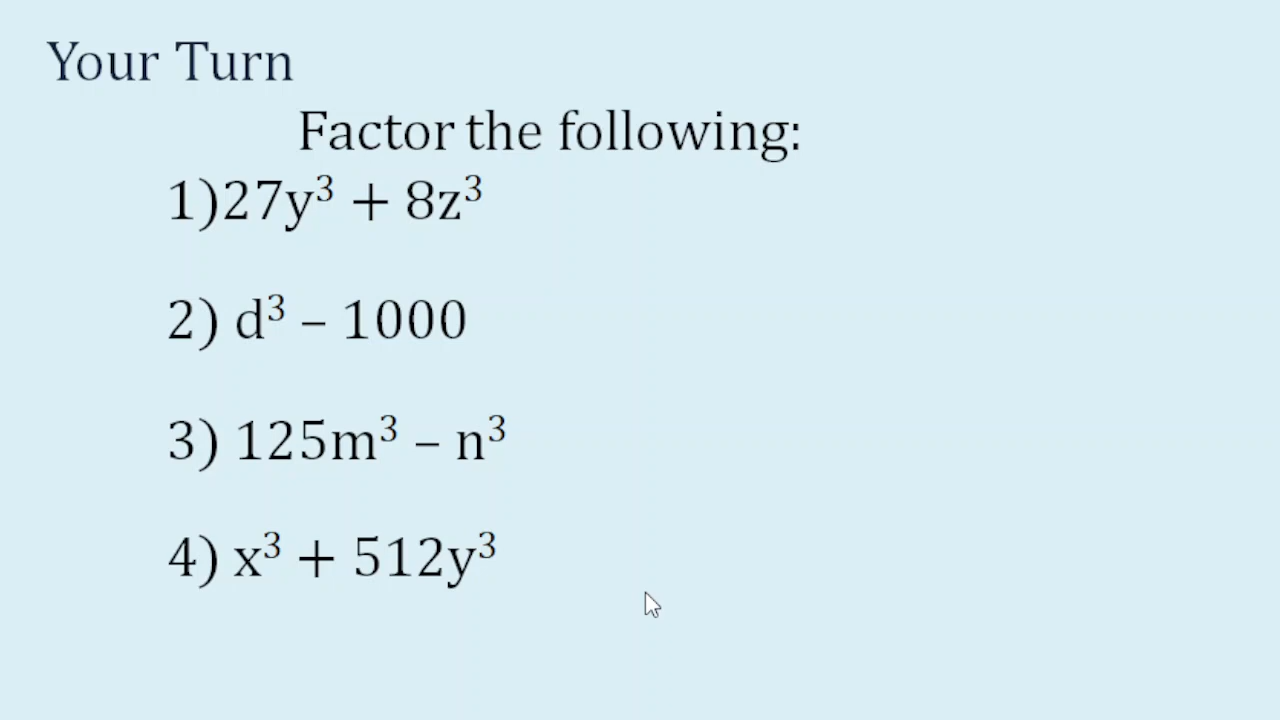 Your Turn
Factor the following:
1)27y³ + 8z³
2) d³ – 1000
3) 125m³ – n³
4) x³ + 512y³